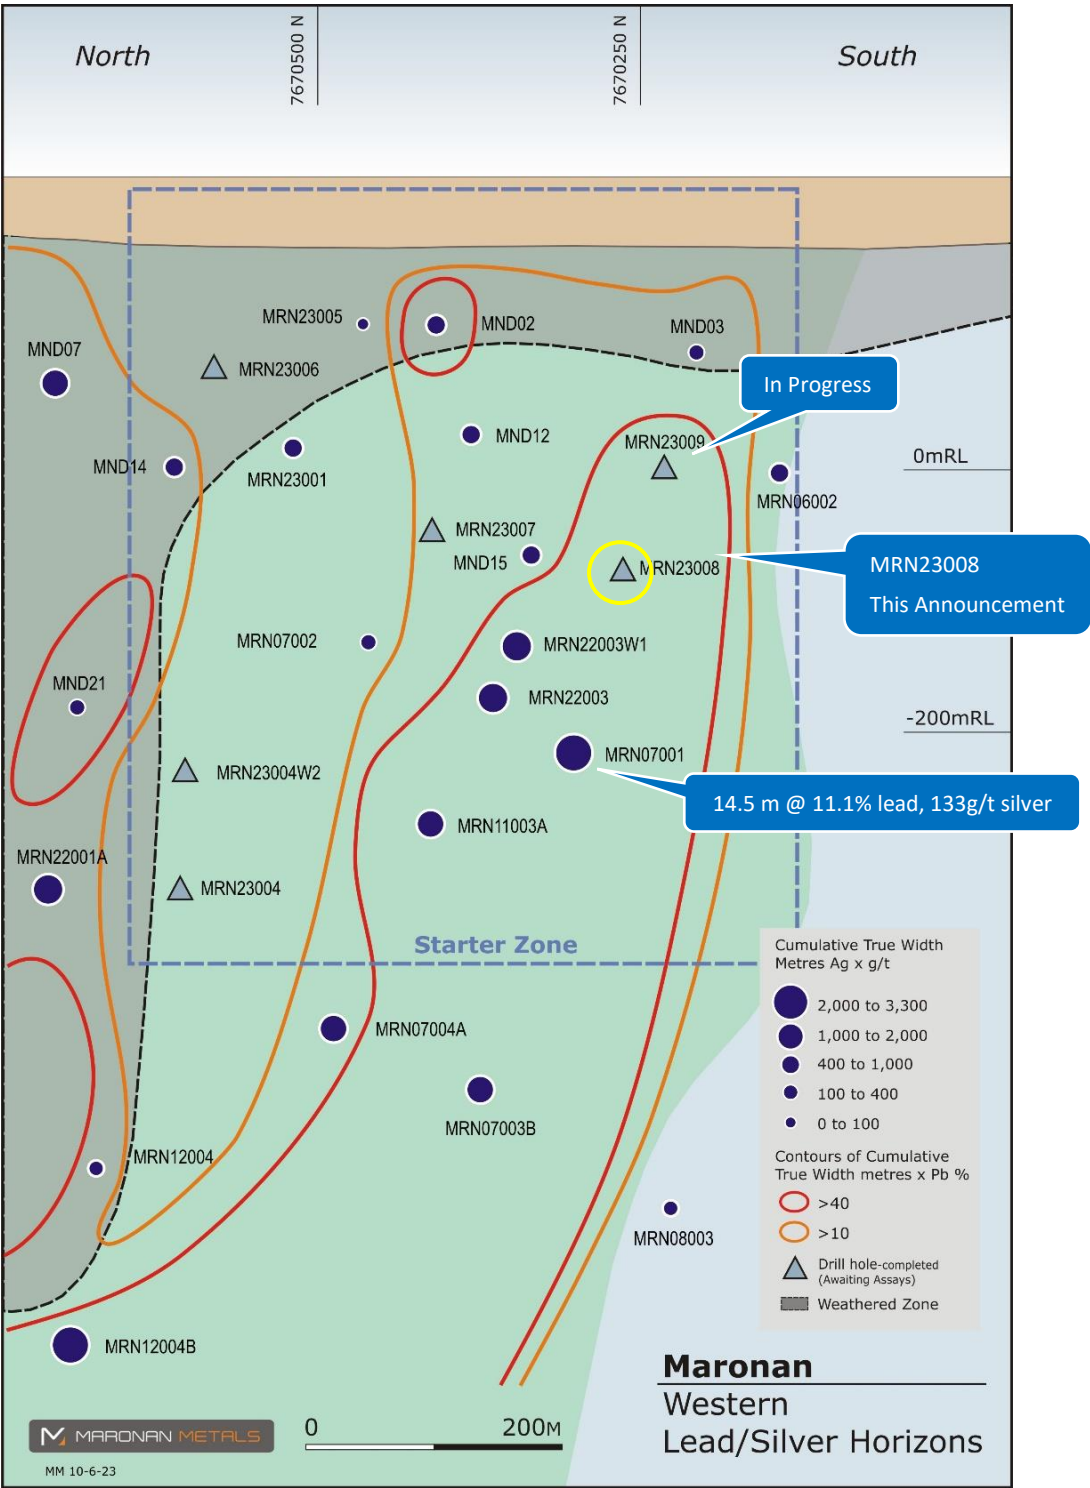 North
7670500 N
7670250 N
South
MRN23005
MND02
MND03
MND07
MRN23006
In Progress
MND12
MRN23009
MND14
MRN23001
0mRL
MRN06002
MRN23007
MND15
MRN23008
MRN23008
This Announcement
MRN07002
MRN22003W1
MND21
MRN22003
-200mRL
MRN07001
MRN23004W2
14.5 m @ 11.1% lead, 133g/t silver
MRN11003A
MRN22001A
MRN23004
Starter Zone
Cumulative True Width
Metres Ag x g/t
2,000 to 3,300
1,000 to 2,000
400 to 1,000
100 to 400
0 to 100
Contours of Cumulative
True Width metres x Pb %
>40
>10
Drill hole-completed
(Awaiting Assays)
Weathered Zone
MRN07004A
MRN07003B
MRN12004
MRN08003
MRN12004B
Maronan
Western
Lead/Silver Horizons
0 200M
MARONAN METALS
MM 10-6-23